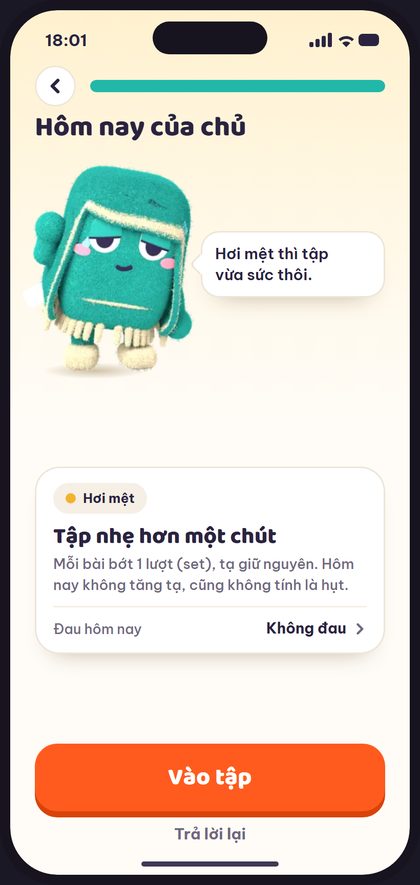 18:01
Hôm nay của chủ
Hơi mệt thì tập
vừa sức thôi.
Hơi mệt
Tập nhẹ hơn một chút
Mỗi bài bớt 1 lượt (set), tạ giữ nguyên. Hôm
nay không tăng tạ, cũng không tính là hụt.
Đau hôm nay
Không đau
Vào tập
Trả lời lại